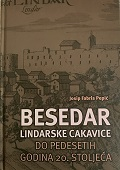 Josip Fabris Pepić
BESEDAR
LINDARSKE CAKAVICE
DO PEDESETIH
GODINA 20. STOLJEĆA